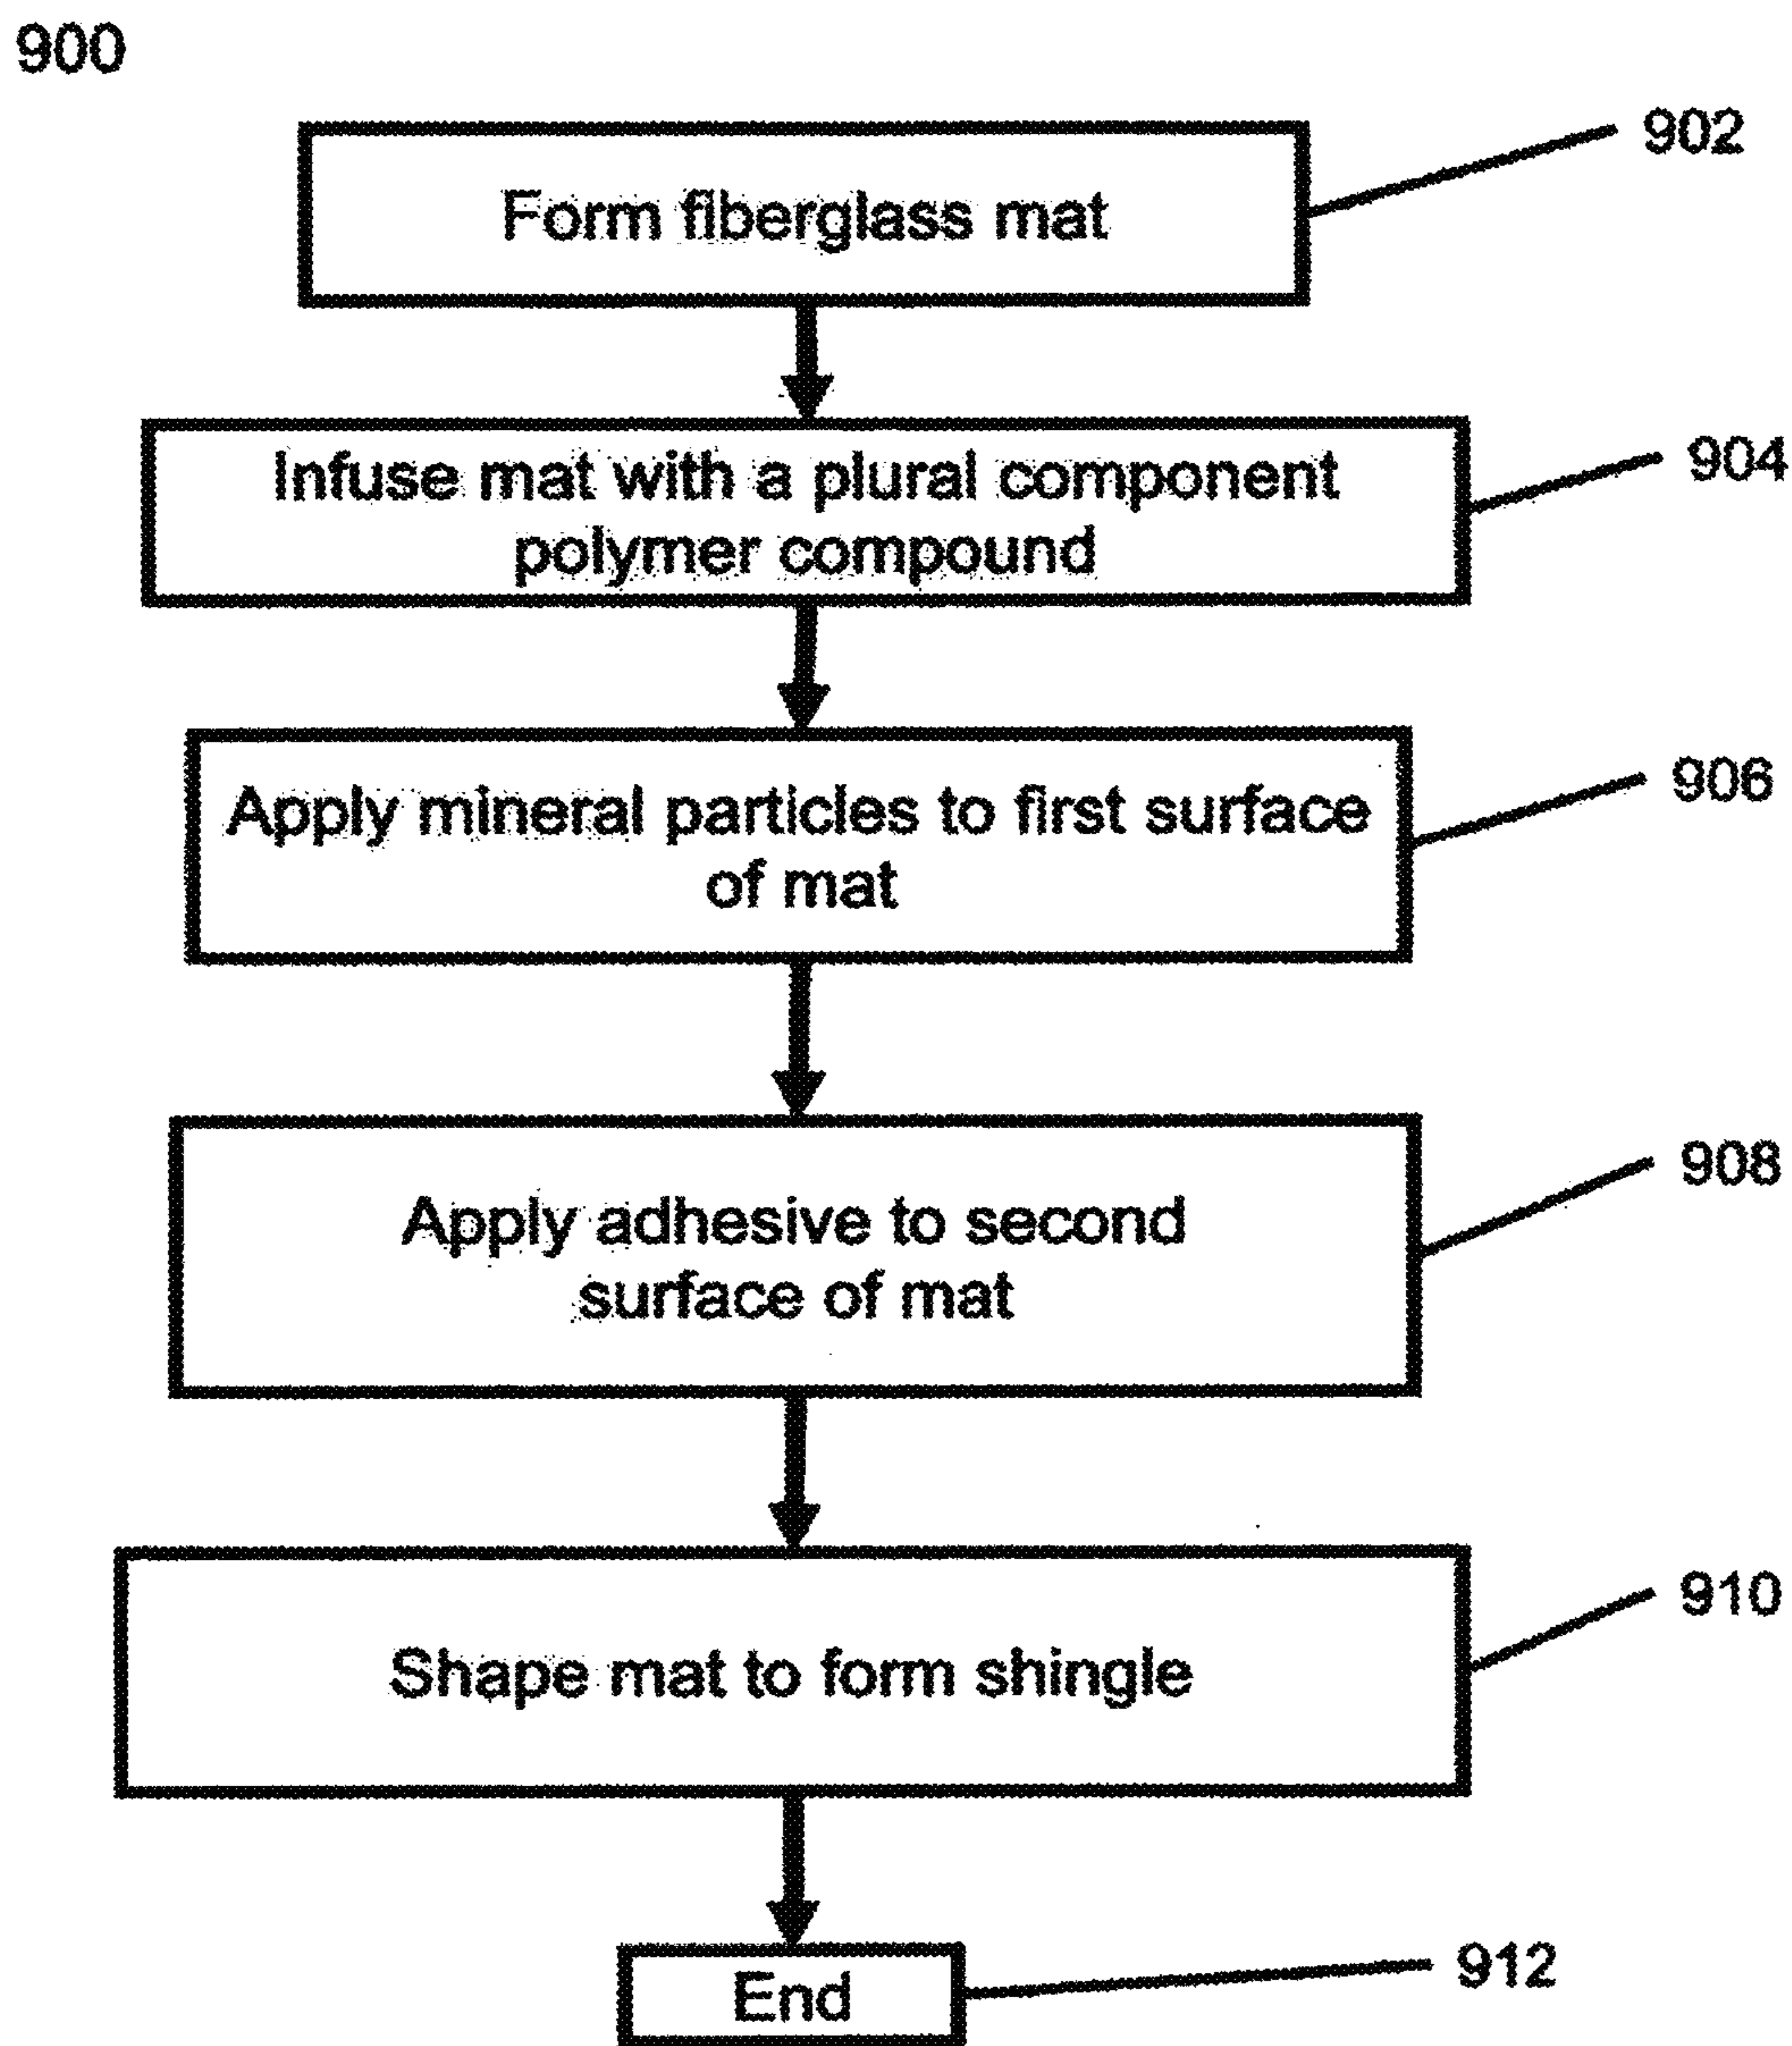 900
Form fiberglass mat
902
Infuse mat with a plural component
polymer compound
904
Apply mineral particles to first surface
of mat
906
Apply adhesive to second
surface of mat
908
Shape mat to form shingle
910
End
912